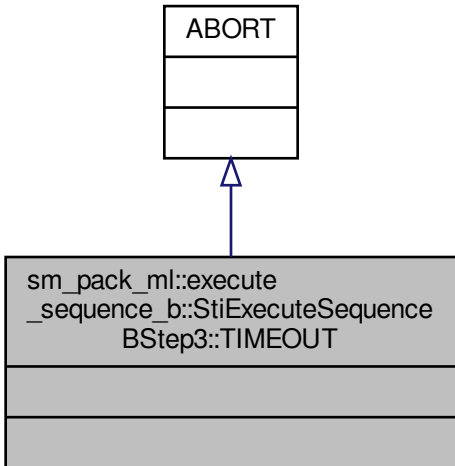 ABORT
sm_pack_ml::execute
_sequence_b::StiExecuteSequence
BStep3::TIMEOUT